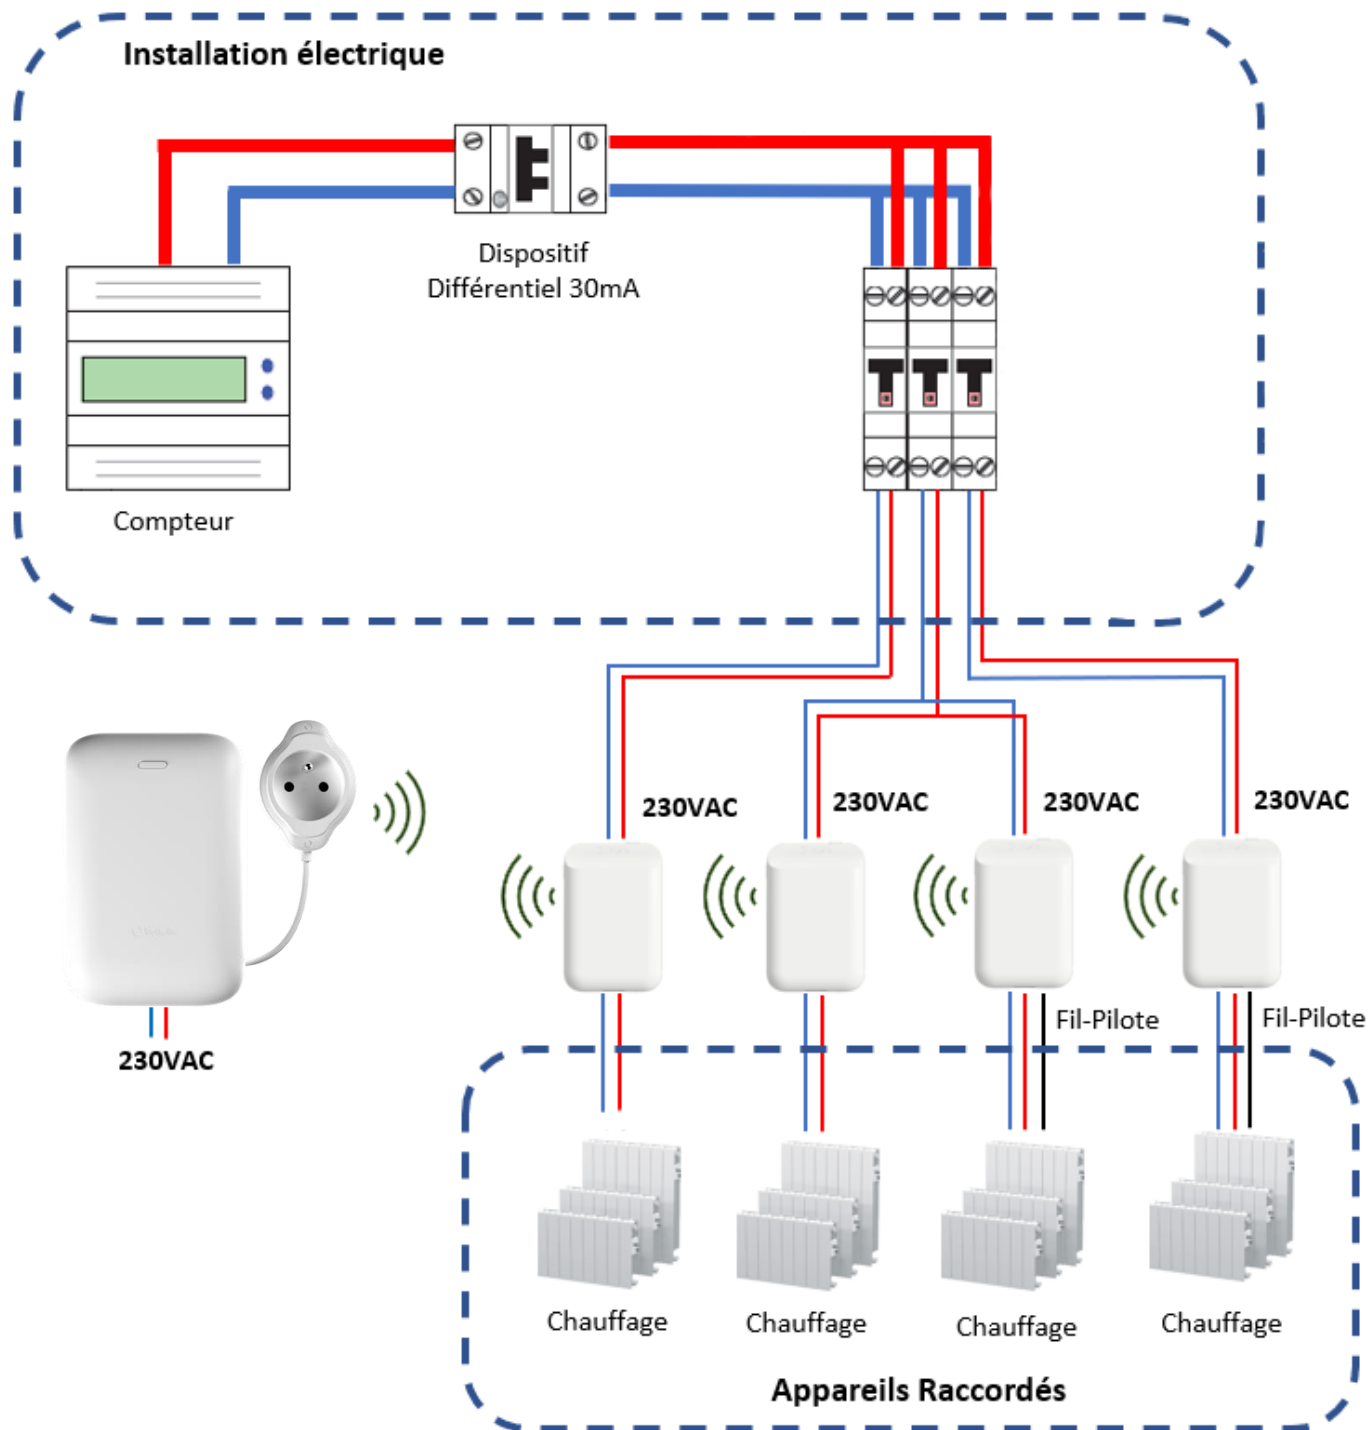 Installation électrique
Dispositif
Différentiel 30mA
Compteur
230VAC
230VAC
230VAC
230VAC
Fil-Pilote
Fil-Pilote
230VAC
Chauffage
Chauffage
Chauffage
Chauffage
Appareils Raccordés